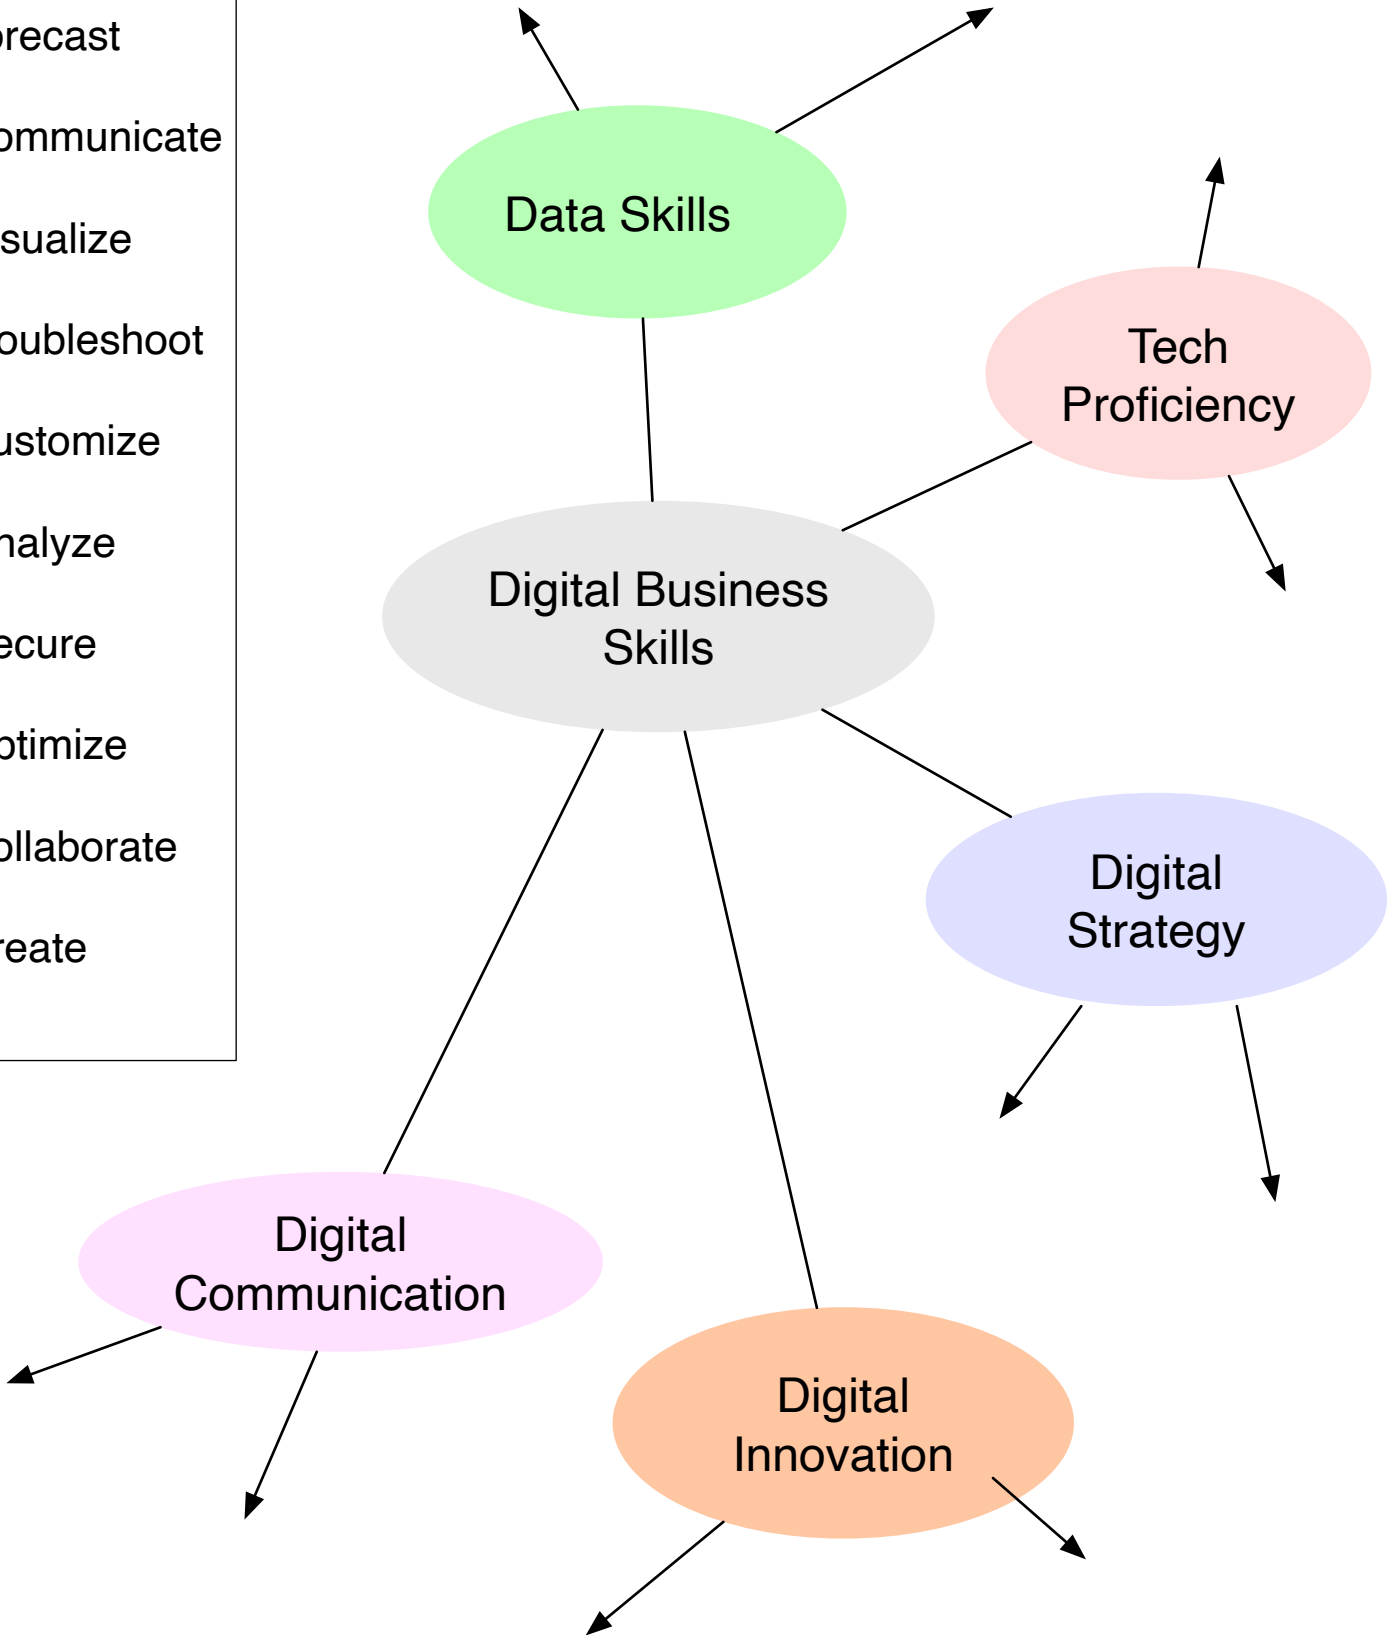 orecast
ommunicate
sualize
oubleshoot
ustomize
nalyze
ecure
ptimize
ollaborate
reate
Data Skills
Tech
Proficiency
Digital Business
Skills
Digital
Strategy
Digital
Communication
Digital
Innovation